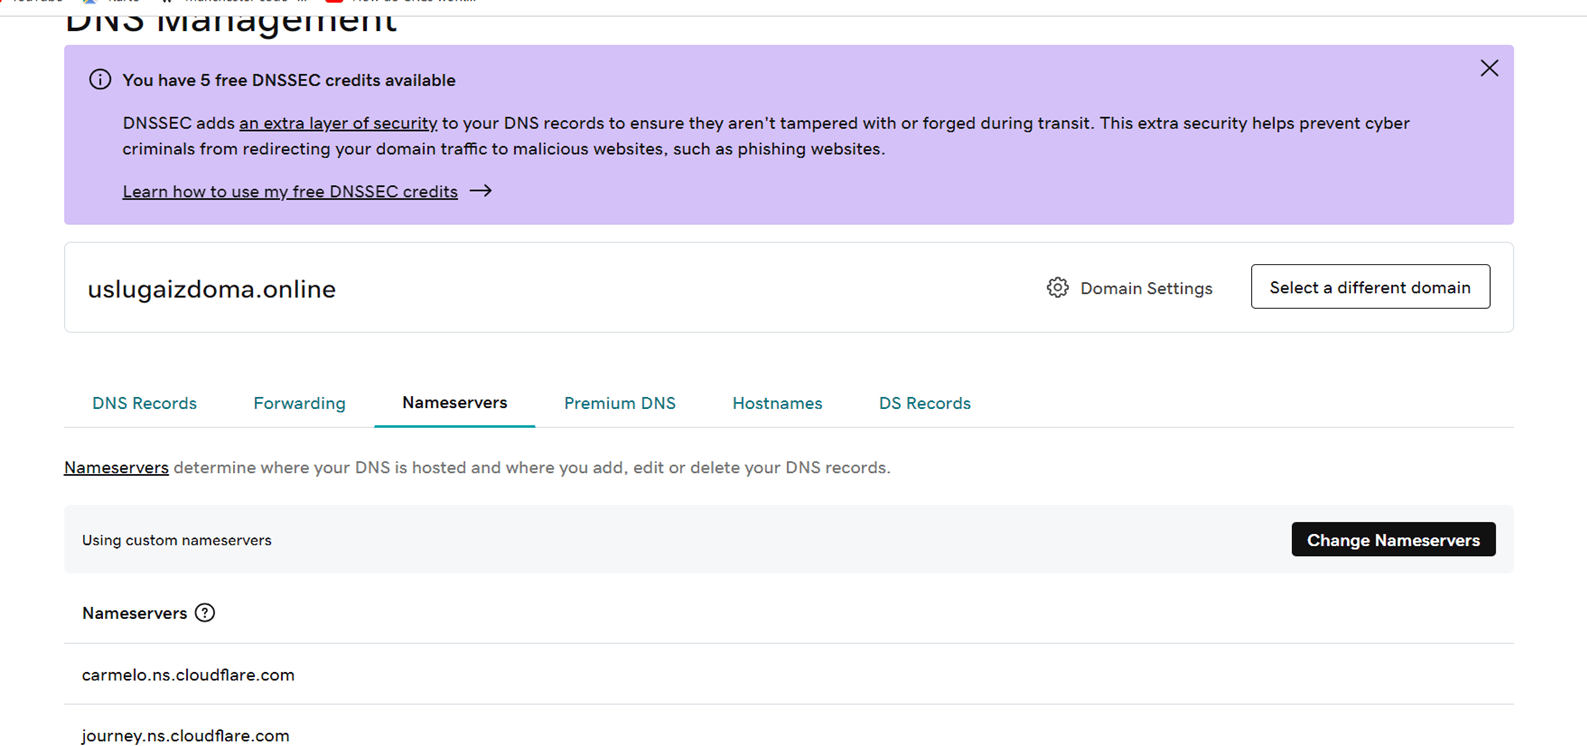 DNS Management
You have 5 free DNSSEC credits available
DNSSEC adds an extra layer of security to your DNS records to ensure they aren't tampered with or forged during transit. This extra security helps prevent cyber
criminals from redirecting your domain traffic to malicious websites, such as phishing websites.
Learn how to use my free DNSSEC credits →
uslugaizdoma.online
Domain Settings
Select a different domain
DNS Records
Forwarding
Nameservers
Premium DNS
Hostnames
DS Records
Nameservers determine where your DNS is hosted and where you add, edit or delete your DNS records.
Using custom nameservers
Change Nameservers
Nameservers ?
carmelo.ns.cloudflare.com
journey.ns.cloudflare.com